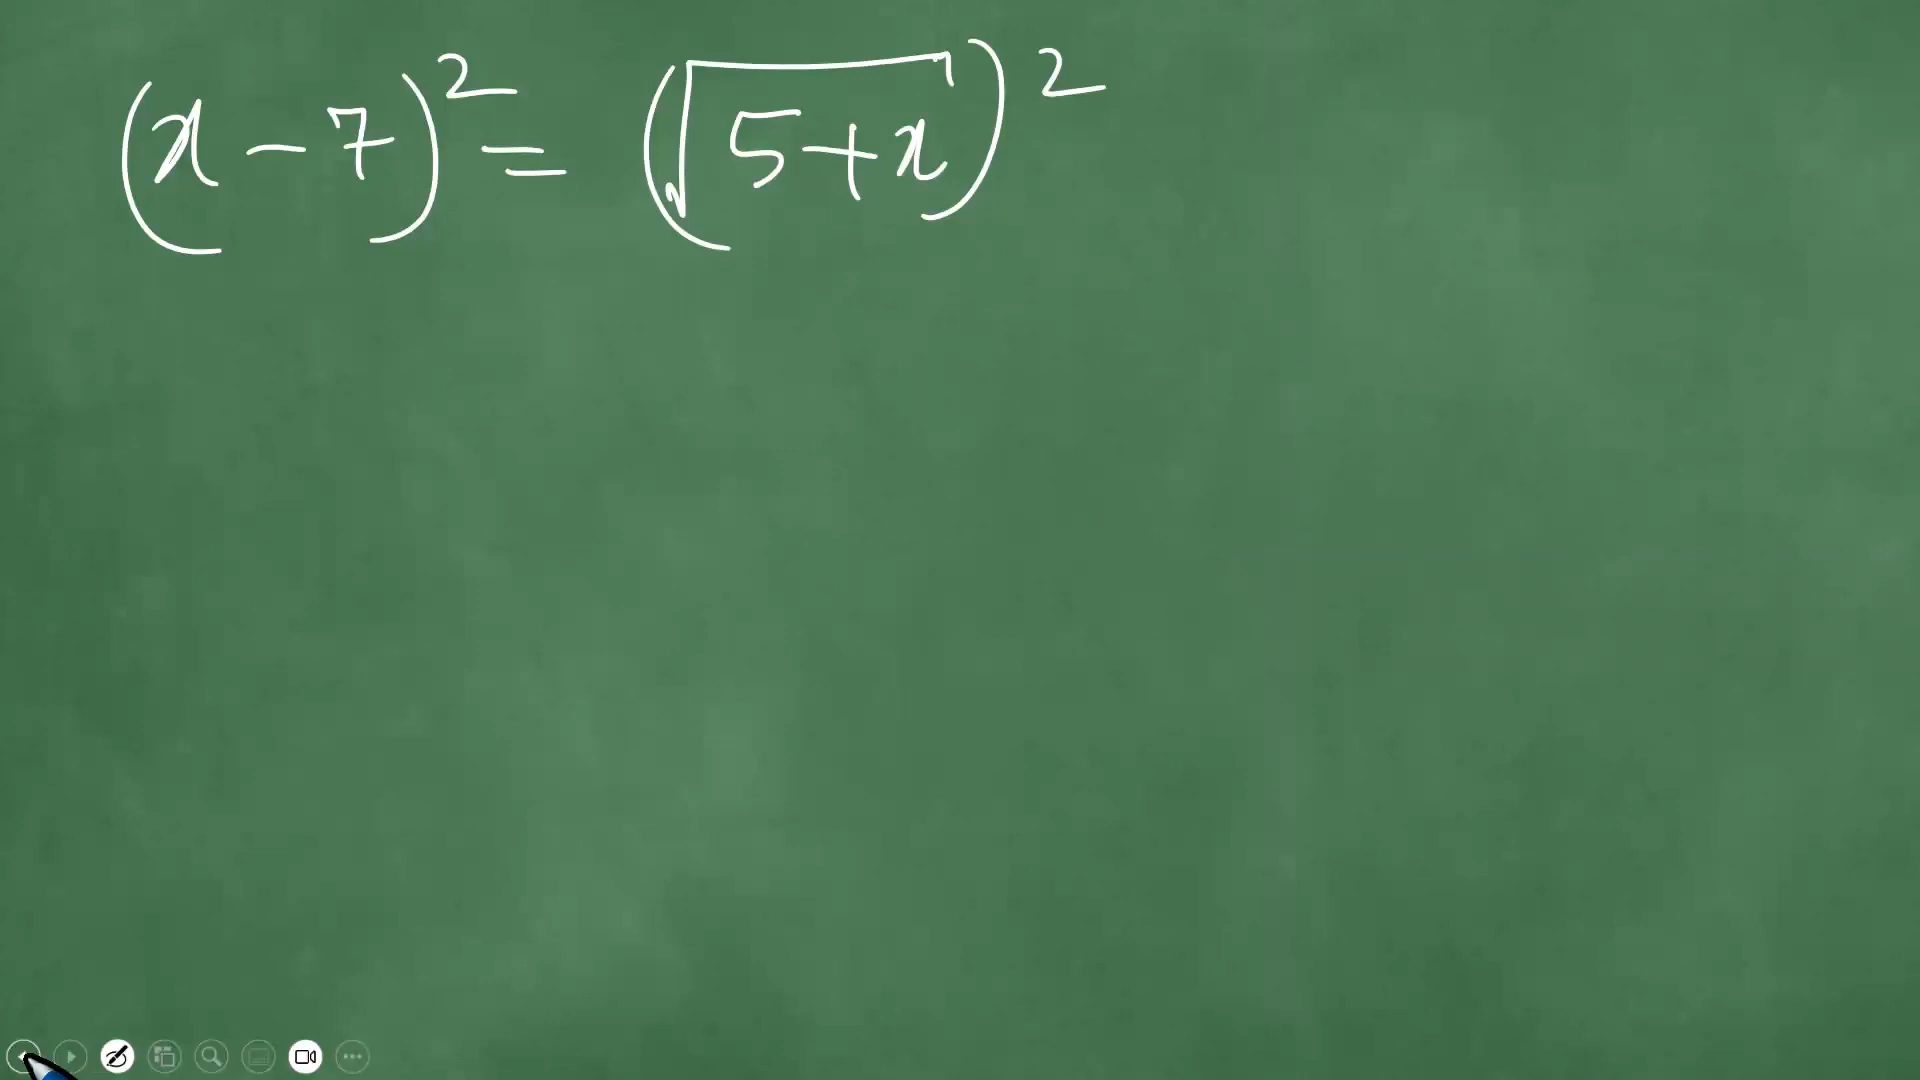 (x - 7)² = (√(5+x))²